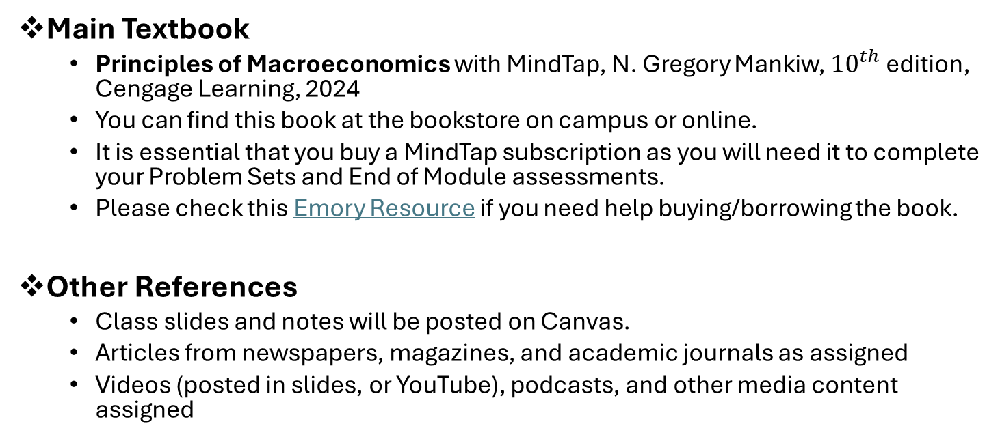 ❖Main Textbook
• Principles of Macroeconomics with MindTap, N. Gregory Mankiw, 10th edition,
Cengage Learning, 2024
• You can find this book at the bookstore on campus or online.
• It is essential that you buy a MindTap subscription as you will need it to complete
your Problem Sets and End of Module assessments.
• Please check this Emory Resource if you need help buying/borrowing the book.
❖Other References
• Class slides and notes will be posted on Canvas.
• Articles from newspapers, magazines, and academic journals as assigned
• Videos (posted in slides, or YouTube), podcasts, and other media content
assigned